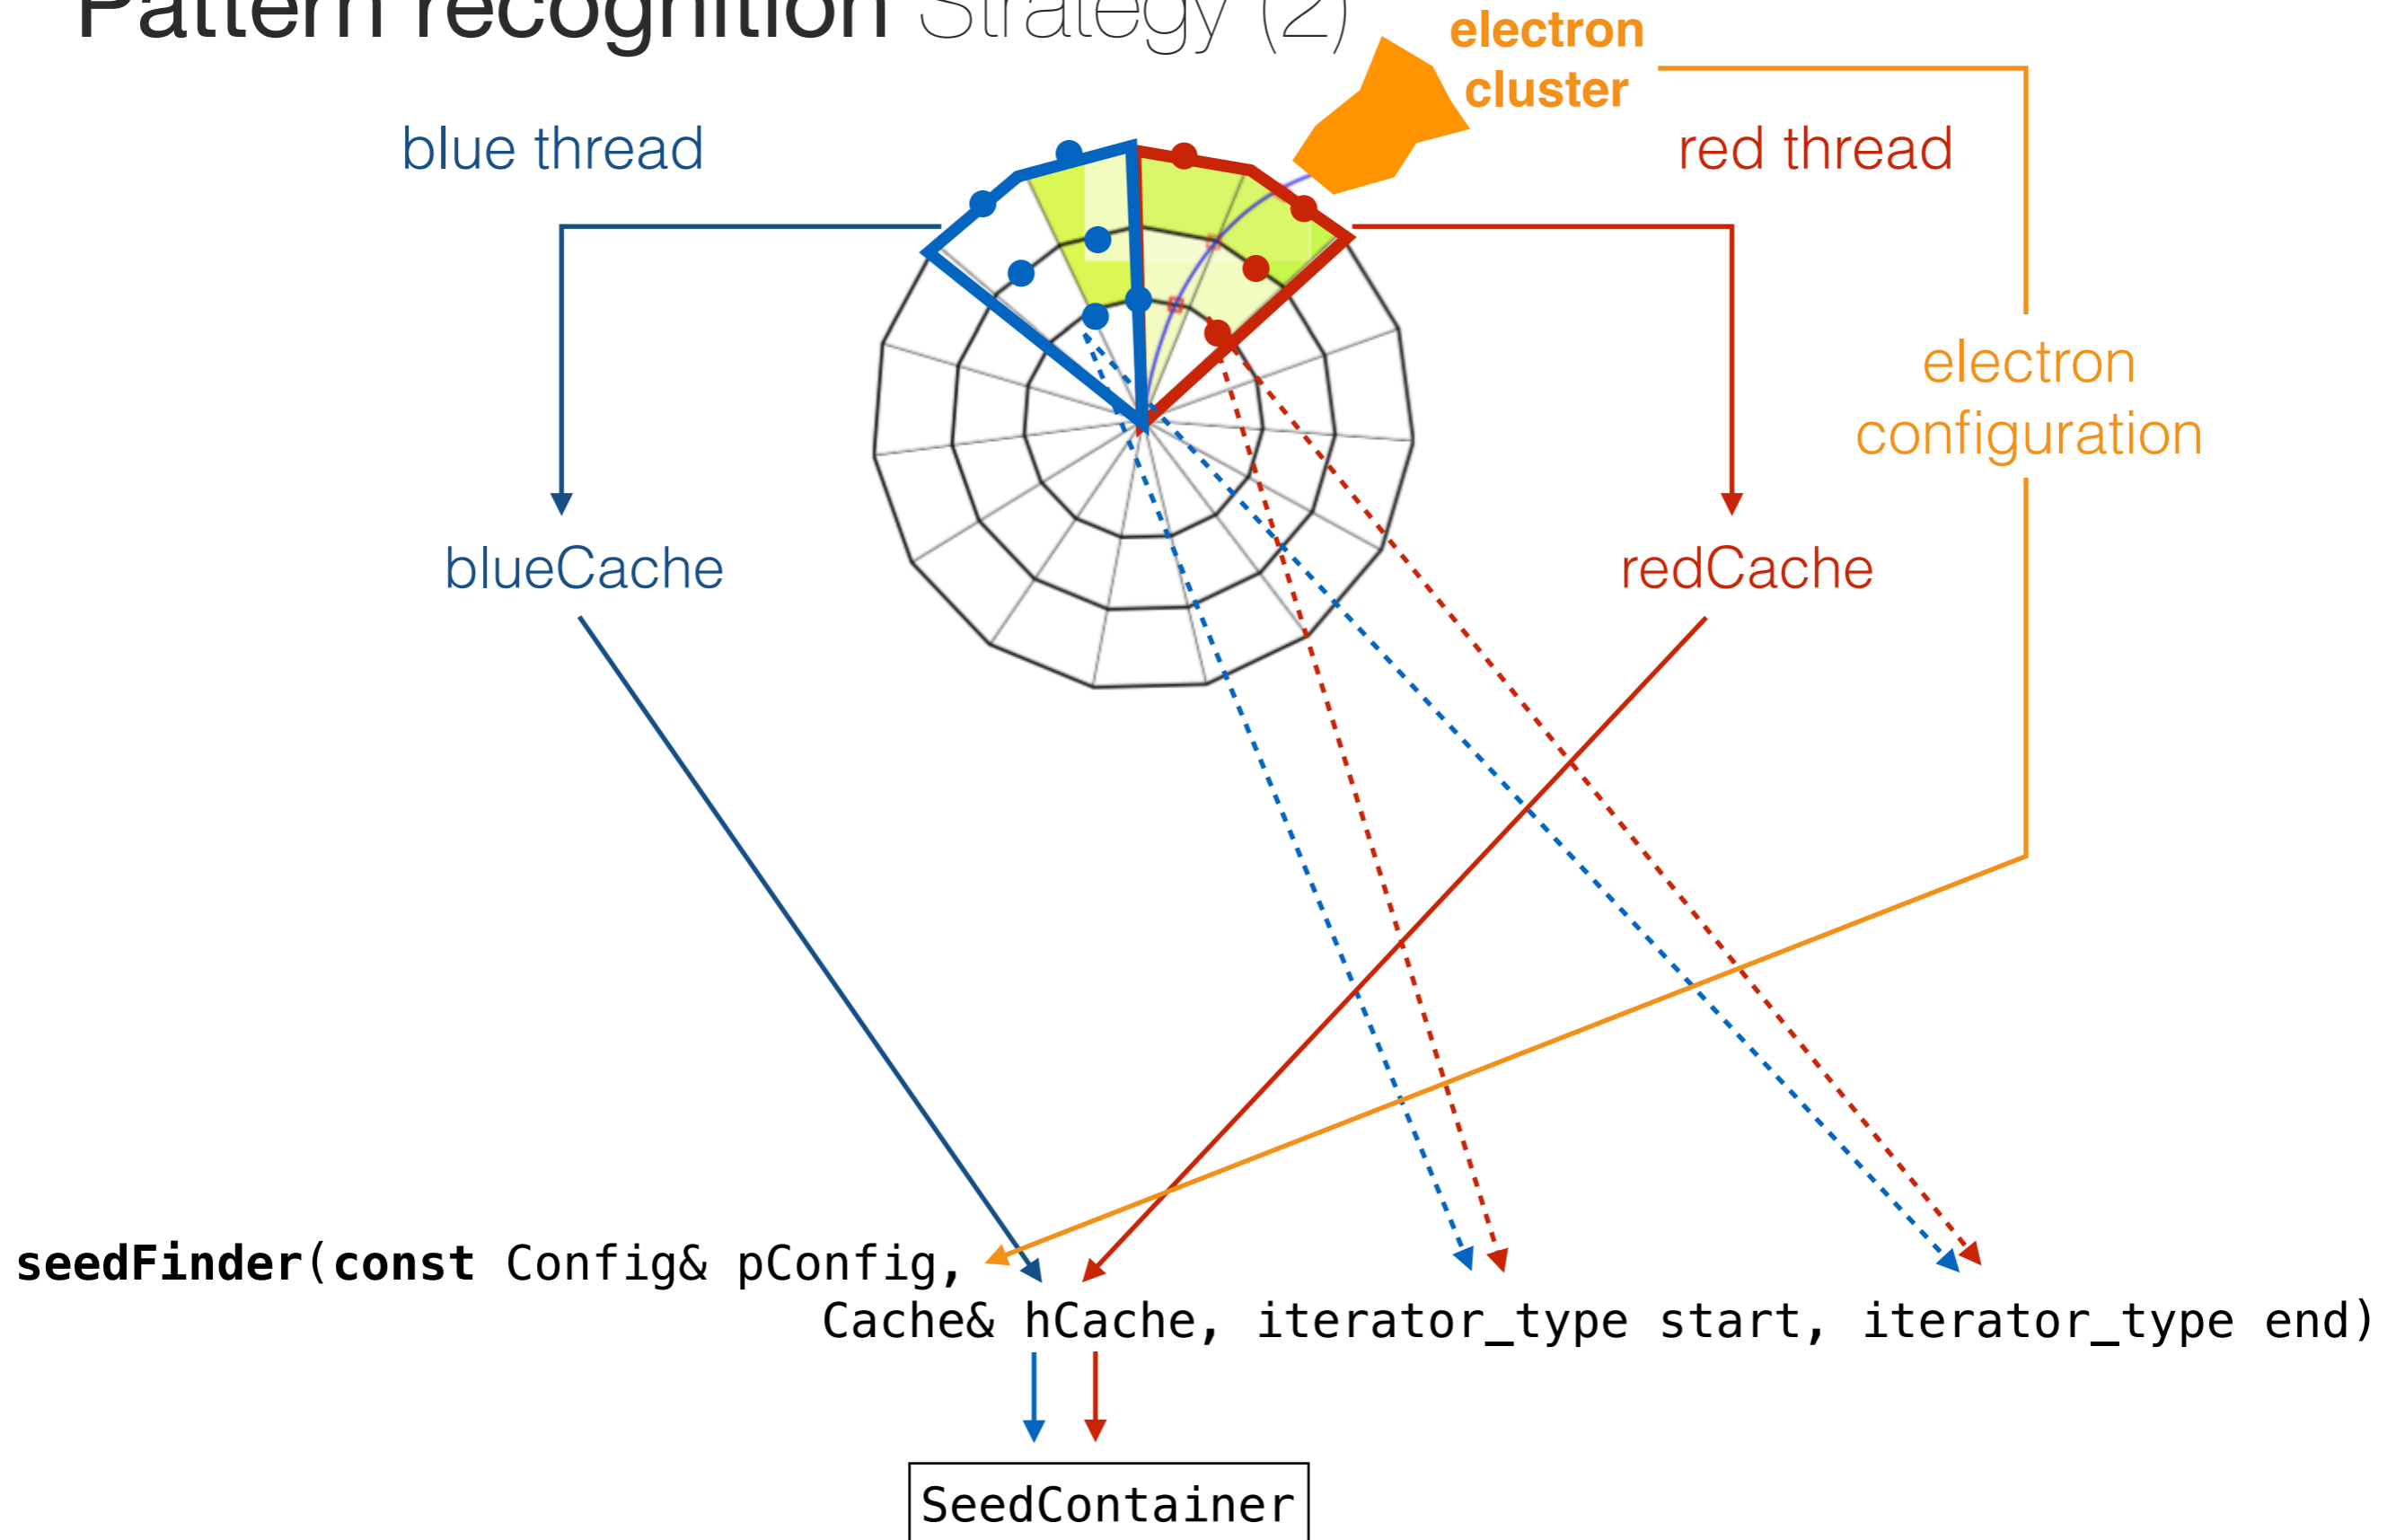 Pattern recognition Strategy (2)
electron
cluster
blue thread
red thread
electron
configuration
blueCache
redCache
seedFinder(const Config& pConfig,
Cache& hCache, iterator_type start, iterator_type end)
SeedContainer